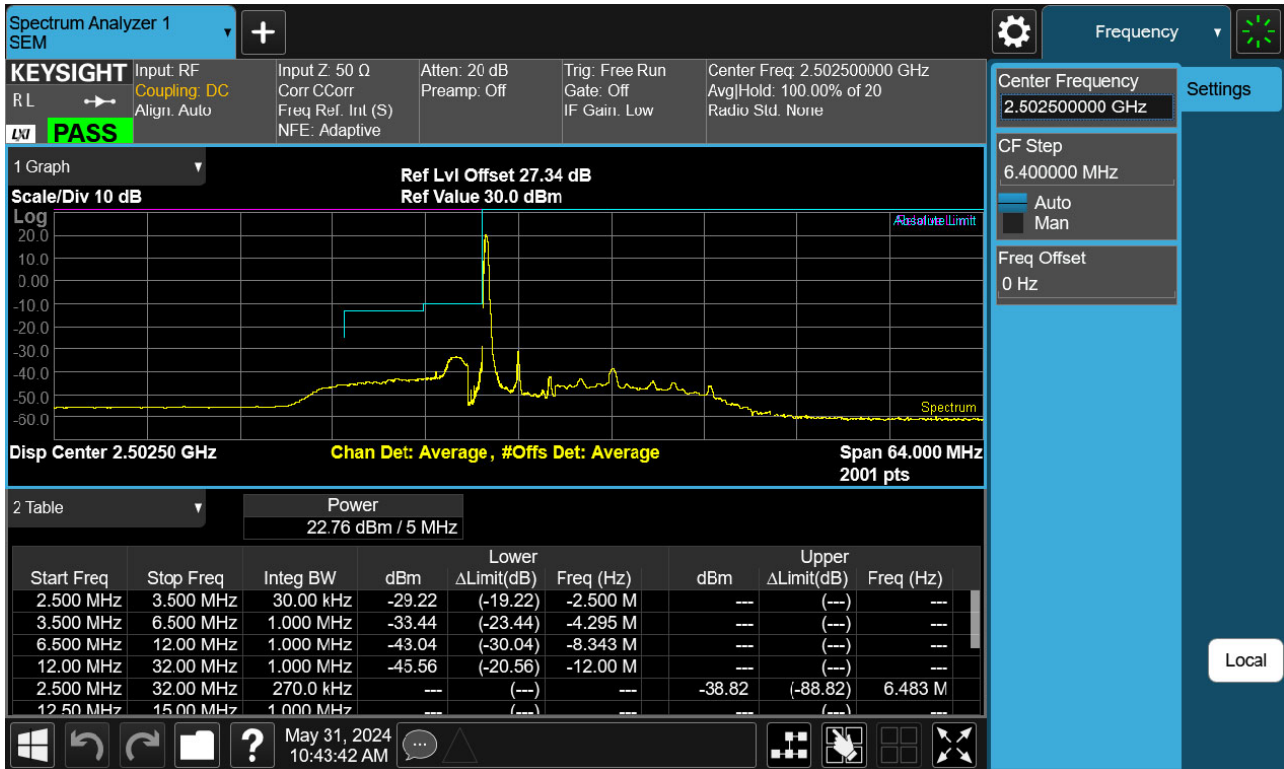 Spectrum Analyzer 1
SEM
+
Frequency
KEYSIGHT
Input: RF
Input Z: 50 Ω
Atten: 20 dB
Trig: Free Run
Center Freq: 2.502500000 GHz
R L
Coupling: DC
Corr CCorr
Preamp: Off
Gate: Off
Avg|Hold: 100.00% of 20
Align: Auto
Freq Ref: Int (S)
IF Gain: Low
Radio Std: None
LXI
PASS
NFE: Adaptive
Center Frequency
2.502500000 GHz
Settings
CF Step
6.400000 MHz
Auto
Man
Freq Offset
0 Hz
Local
1 Graph
Ref Lvl Offset 27.34 dB
Scale/Div 10 dB
Ref Value 30.0 dBm
Log
Absolute Limit
20.0
10.0
0.00
-10.0
-20.0
-30.0
-40.0
-50.0
Spectrum
-60.0
Disp Center 2.50250 GHz
Chan Det: Average, #Offs Det: Average
Span 64.000 MHz
2001 pts
2 Table
Power
22.76 dBm / 5 MHz
Lower Upper
Start Freq Stop Freq Integ BW dBm ΔLimit(dB) Freq (Hz) dBm ΔLimit(dB) Freq (Hz)
2.500 MHz 3.500 MHz 30.00 kHz -29.22 (-19.22) -2.500 M --- (---) ---
3.500 MHz 6.500 MHz 1.000 MHz -33.44 (-23.44) -4.295 M --- (---) ---
6.500 MHz 12.00 MHz 1.000 MHz -43.04 (-30.04) -8.343 M --- (---) ---
12.00 MHz 32.00 MHz 1.000 MHz -45.56 (-20.56) -12.00 M --- (---) ---
2.500 MHz 32.00 MHz 270.0 kHz --- (---) --- -38.82 (-88.82) 6.483 M
12.50 MHz 15.00 MHz 1.000 MHz --- (---) --- --- (---) ---
?
May 31, 2024
10:43:42 AM